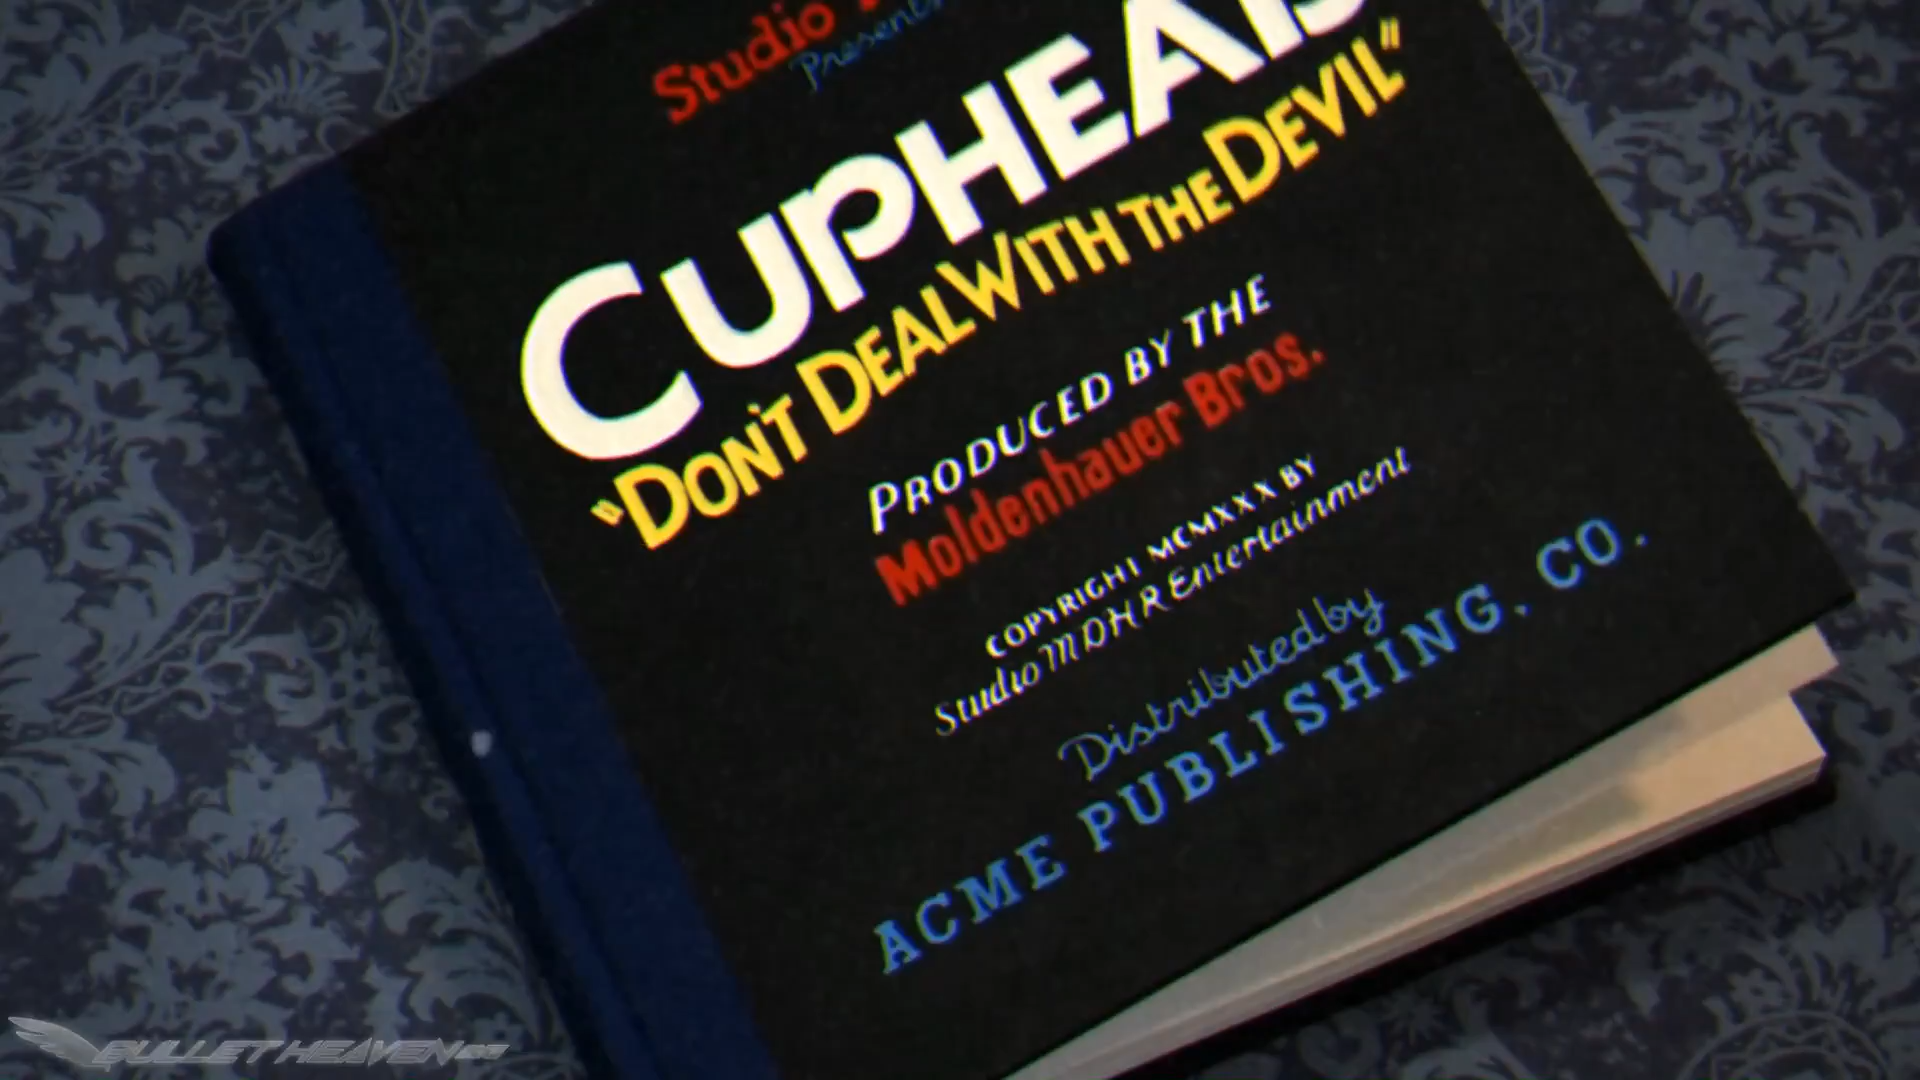 Studio
Presents
CUPHEAD
"DON'T DEAL WITH THE DEVIL"
PRODUCED BY THE
Moldenhauer Bros.
COPYRIGHT MCMXXX BY
Studio MDHR Entertainment
Distributed by
ACME PUBLISHING. CO.
BULLET HEAVEN